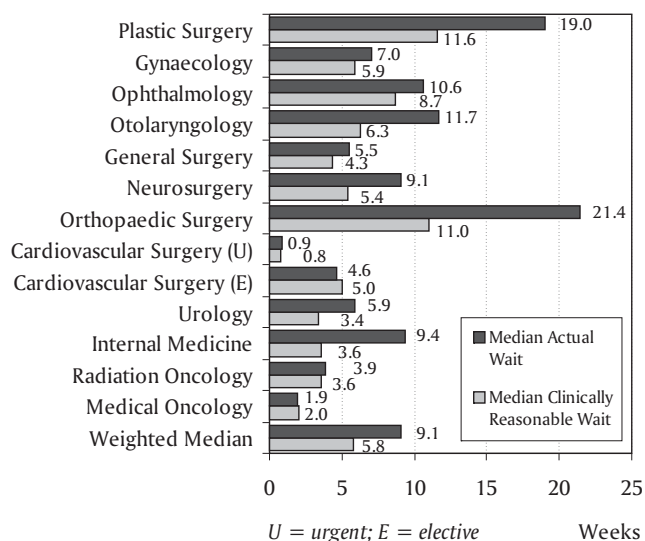 Plastic Surgery 19.0
11.6
Gynaecology 7.0
5.9
Ophthalmology 10.6
8.7
Otolaryngology 11.7
6.3
General Surgery 5.5
4.3
Neurosurgery 9.1
5.4
Orthopaedic Surgery 21.4
11.0
Cardiovascular Surgery (U) 0.9
0.8
Cardiovascular Surgery (E) 4.6
5.0
Urology 5.9
3.4
Internal Medicine 9.4
3.6
Radiation Oncology 3.9
3.6
Medical Oncology 1.9
2.0
Weighted Median 9.1
5.8
Median Actual
Wait
Median Clinically
Reasonable Wait
0 5 10 15 20 25
U = urgent; E = elective Weeks